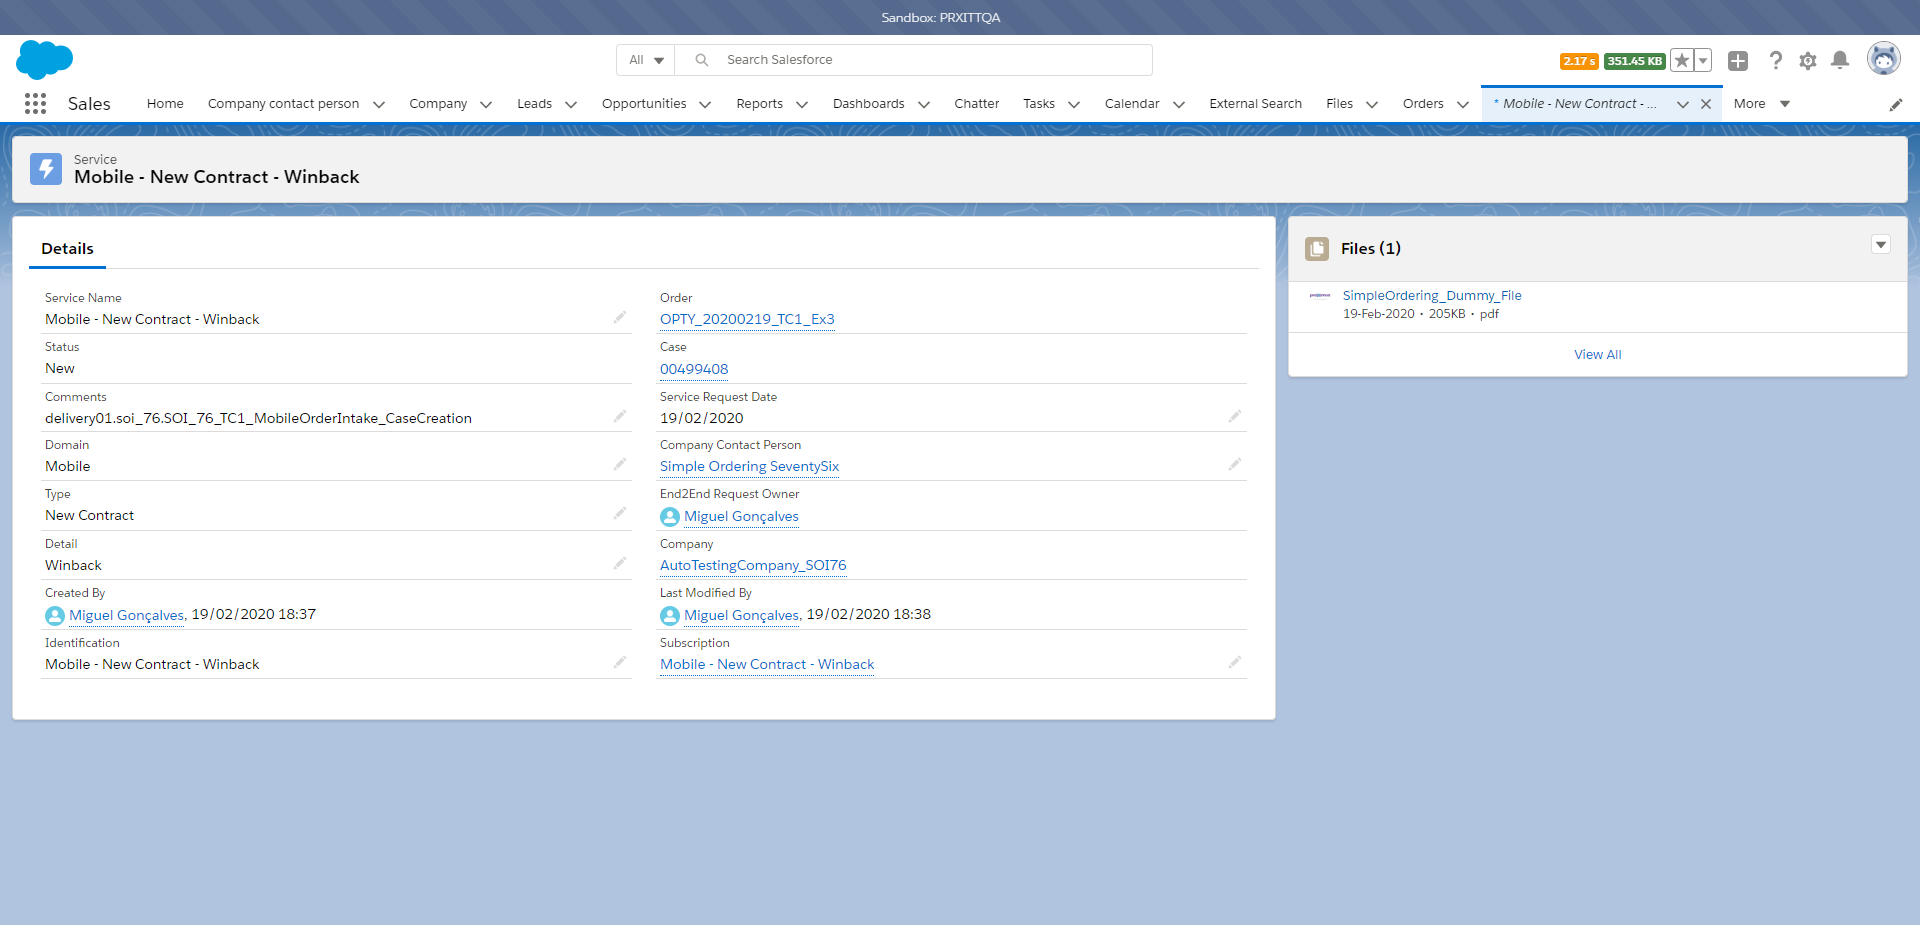 Sandbox: PRXITTQA
All
Search Salesforce
2.17 s
351.45 KB
Sales
Home
Company contact person
Company
Leads
Opportunities
Reports
Dashboards
Chatter
Tasks
Calendar
External Search
Files
Orders
* Mobile - New Contract - ...
More
Service
Mobile - New Contract - Winback
Details
Service Name
Mobile - New Contract - Winback
Order
OPTY_20200219_TC1_Ex3
Status
New
Case
00499408
Comments
delivery01.soi_76.SOI_76_TC1_MobileOrderIntake_CaseCreation
Service Request Date
19/02/2020
Domain
Mobile
Company Contact Person
Simple Ordering SeventySix
Type
New Contract
End2End Request Owner
Miguel Gonçalves
Detail
Winback
Company
AutoTestingCompany_SOI76
Created By
Miguel Gonçalves, 19/02/2020 18:37
Last Modified By
Miguel Gonçalves, 19/02/2020 18:38
Identification
Mobile - New Contract - Winback
Subscription
Mobile - New Contract - Winback
Files (1)
SimpleOrdering_Dummy_File
19-Feb-2020 • 205KB • pdf
View All